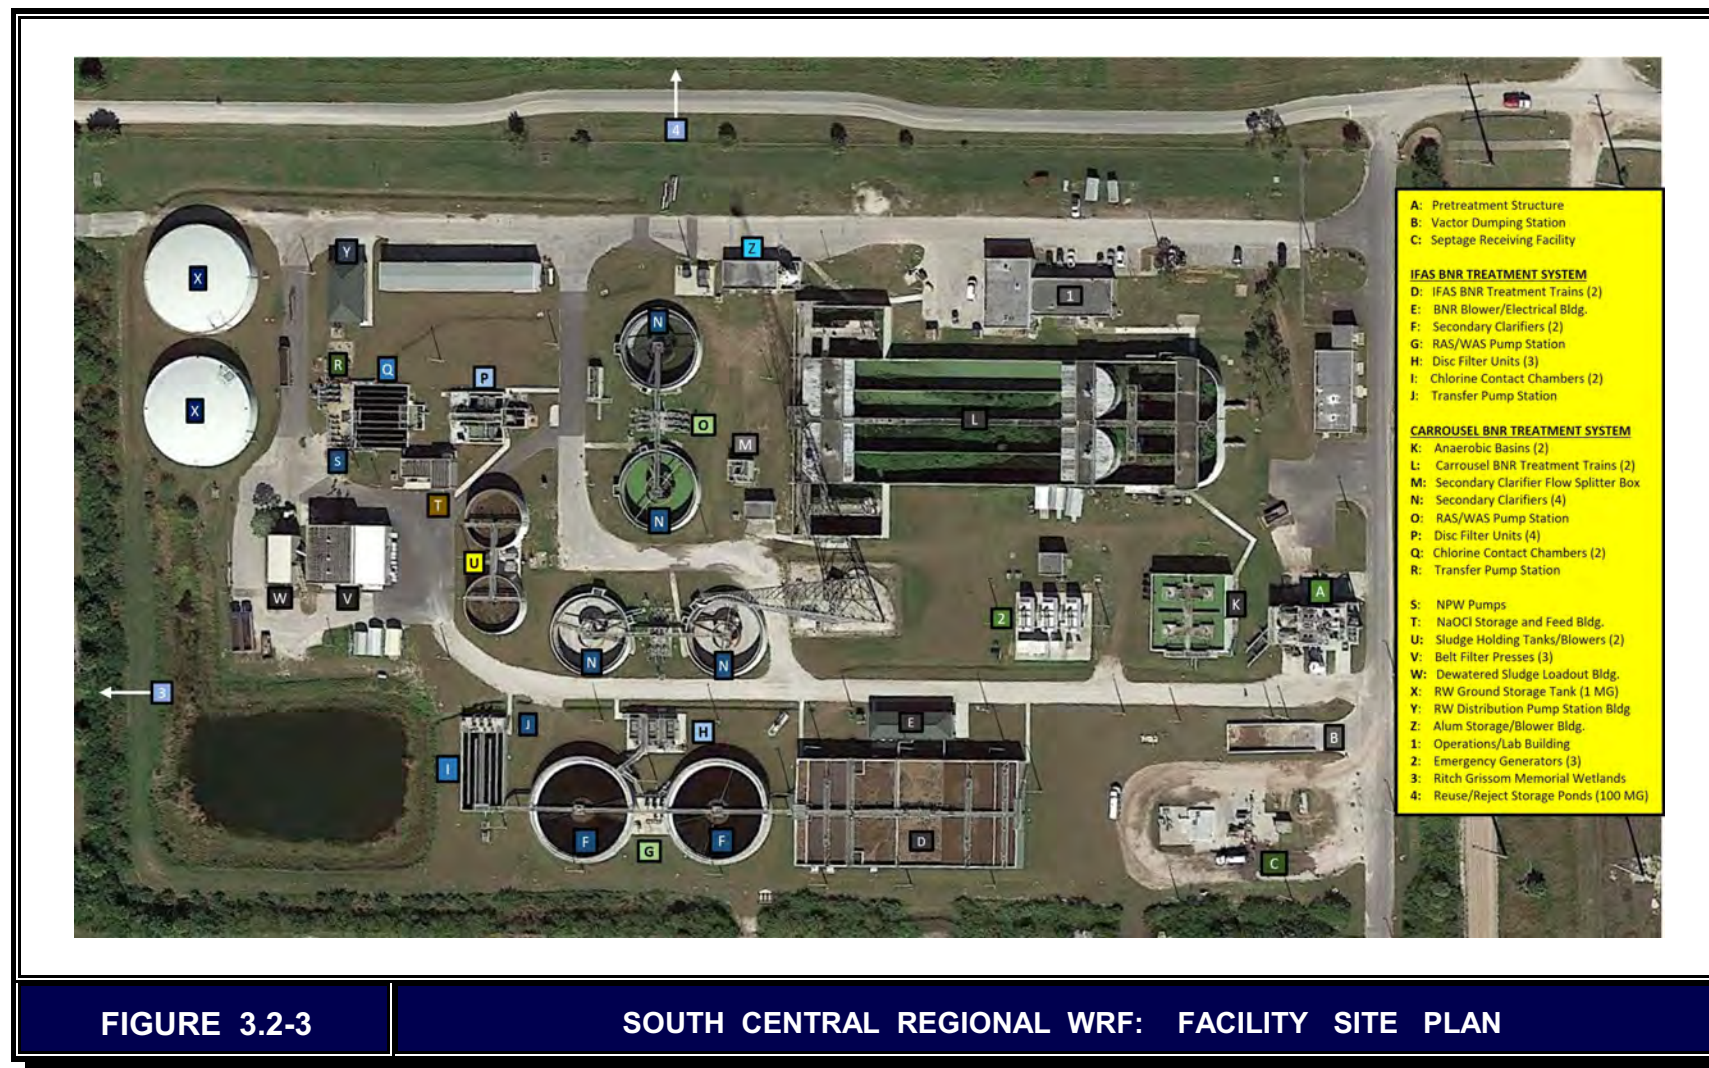 4
A: Pretreatment Structure
B: Vactor Dumping Station
C: Septage Receiving Facility
IFAS BNR TREATMENT SYSTEM
D: IFAS BNR Treatment Trains (2)
E: BNR Blower/Electrical Bldg.
F: Secondary Clarifiers (2)
G: RAS/WAS Pump Station
H: Disc Filter Units (3)
I: Chlorine Contact Chambers (2)
J: Transfer Pump Station
CARROUSEL BNR TREATMENT SYSTEM
K: Anaerobic Basins (2)
L: Carrousel BNR Treatment Trains (2)
M: Secondary Clarifier Flow Splitter Box
N: Secondary Clarifiers (4)
O: RAS/WAS Pump Station
P: Disc Filter Units (4)
Q: Chlorine Contact Chambers (2)
R: Transfer Pump Station
S: NPW Pumps
T: NaOCl Storage and Feed Bldg.
U: Sludge Holding Tanks/Blowers (2)
V: Belt Filter Presses (3)
W: Dewatered Sludge Loadout Bldg.
X: RW Ground Storage Tank (1 MG)
Y: RW Distribution Pump Station Bldg
Z: Alum Storage/Blower Bldg.
1: Operations/Lab Building
2: Emergency Generators (3)
3: Ritch Grissom Memorial Wetlands
4: Reuse/Reject Storage Ponds (100 MG)
Y
Z
X
1
N
R
Q
P
X
L
O
M
S
T
N
U
W
V
A
K
2
N
N
3
J
H
E
B
I
F
F
G
D
C
FIGURE 3.2-3
SOUTH CENTRAL REGIONAL WRF: FACILITY SITE PLAN